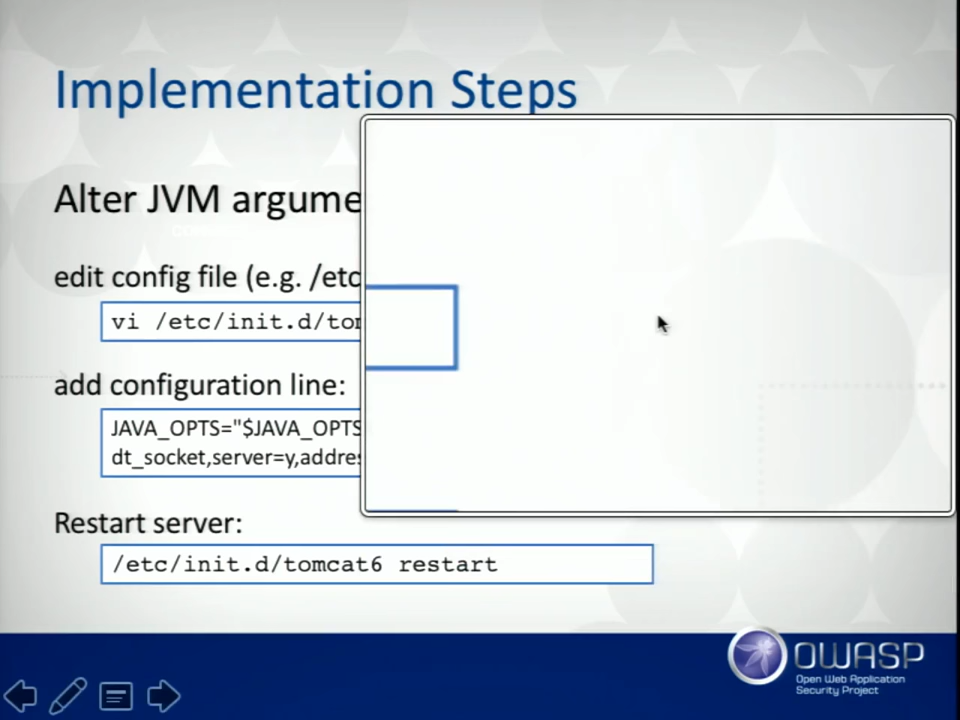 Implementation Steps
Alter JVM argume
edit config file (e.g. /etc
vi /etc/init.d/tom
add configuration line:
JAVA_OPTS="$JAVA_OPTS
dt_socket,server=y,addres
Restart server:
/etc/init.d/tomcat6 restart
OWASP
Open Web Application
Security Project